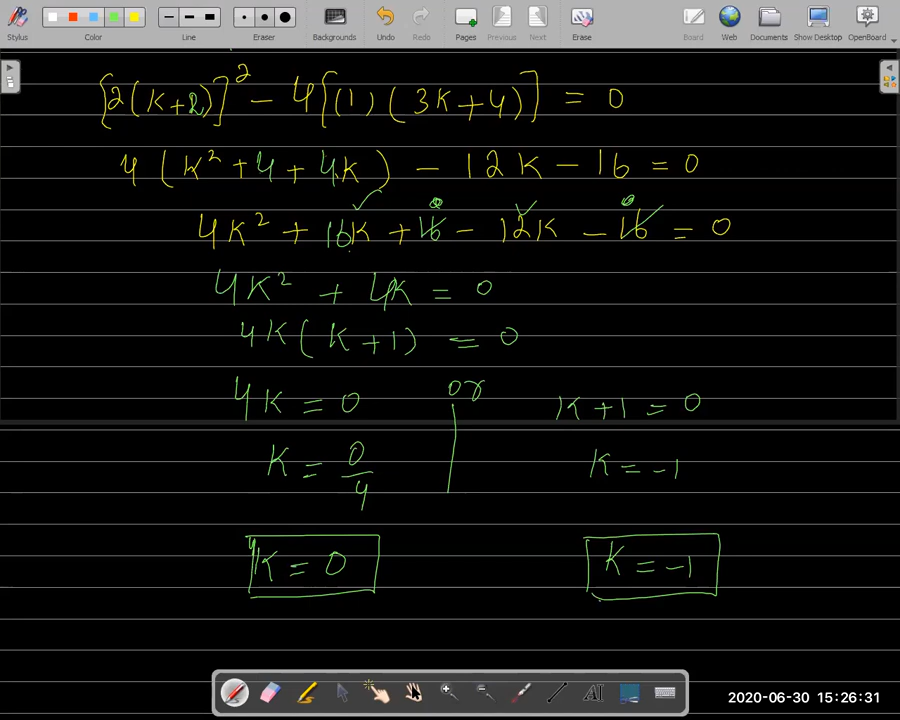 Stylus Color Line Eraser Backgrounds Undo Redo Pages Previous Next Erase Board Web Documents Show Desktop OpenBoard
[2(K+2)]² - 4[(1)(3K+4)] = 0
4(K² + 4 + 4K) - 12K - 16 = 0
4K² + 16K + 16 - 12K - 16 = 0
4K² + 4K = 0
4K(K+1) = 0
4K = 0 or K+1 = 0
K = 0/4 K = -1
K = 0 K = -1
2020-06-30 15:26:31